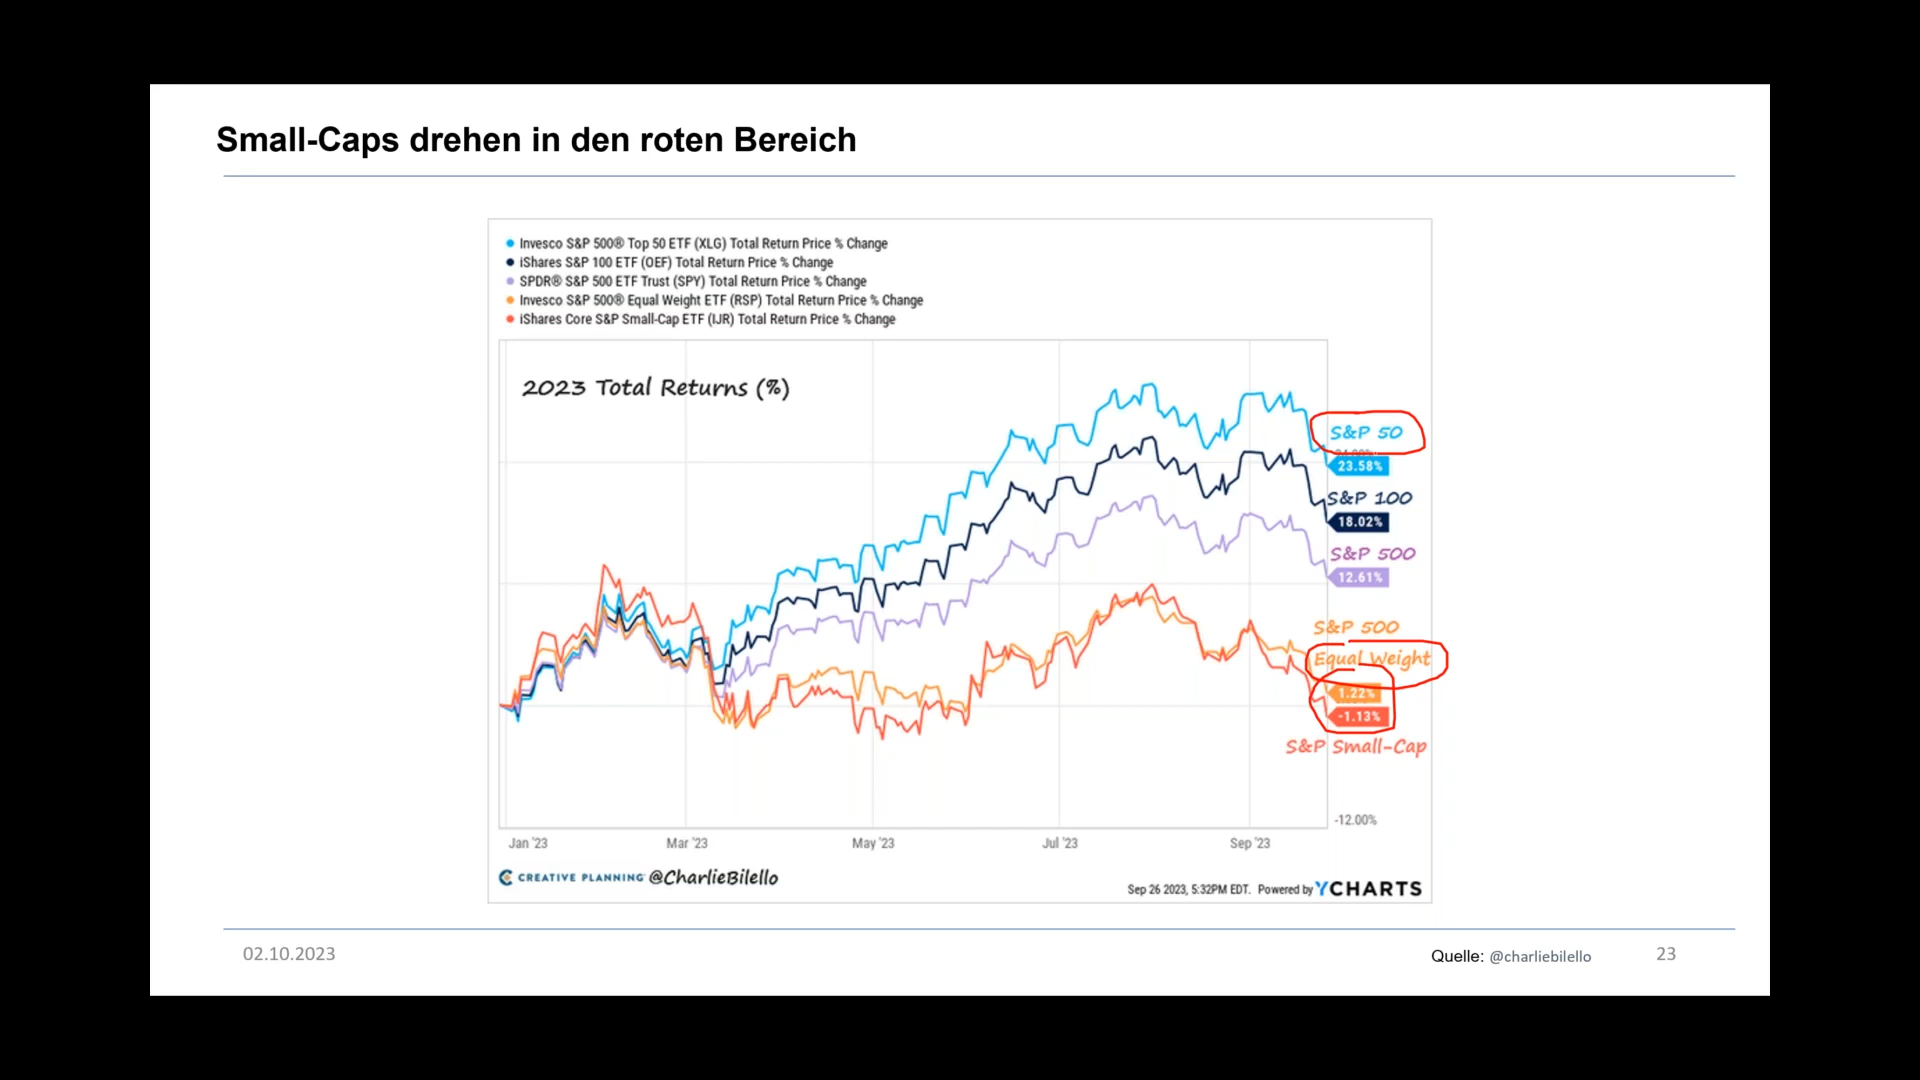 Small-Caps drehen in den roten Bereich
Invesco S&P 500® Top 50 ETF (XLG) Total Return Price % Change
iShares S&P 100 ETF (OEF) Total Return Price % Change
SPDR® S&P 500 ETF Trust (SPY) Total Return Price % Change
Invesco S&P 500® Equal Weight ETF (RSP) Total Return Price % Change
iShares Core S&P Small-Cap ETF (IJR) Total Return Price % Change
2023 Total Returns (%)
S&P 50
23.58%
S&P 100
18.02%
S&P 500
12.61%
S&P 500
Equal Weight
1.22%
-1.13%
S&P Small-Cap
-12.00%
Jan '23
Mar '23
May '23
Jul '23
Sep '23
CREATIVE PLANNING @CharlieBilello
Sep 26 2023, 5:32PM EDT. Powered by YCHARTS
02.10.2023
Quelle: @charliebilello
23